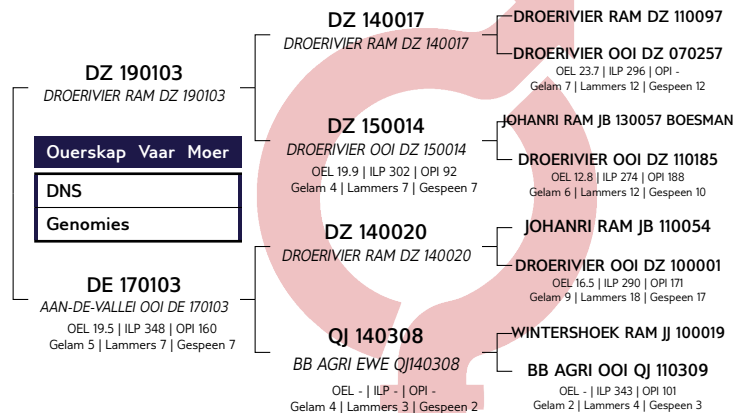 DZ 190103
DROERIVIER RAM DZ 190103
Ouerskap Vaar Moer
DNS
Genomies
DE 170103
AAN-DE-VALLEI OOI DE 170103
OEL 19.5 | ILP 348 | OPI 160
Gelam 5 | Lammers 7 | Gespeen 7
DZ 140017
DROERIVIER RAM DZ 140017
DZ 150014
DROERIVIER OOI DZ 150014
OEL 19.9 | ILP 302 | OPI 92
Gelam 4 | Lammers 7 | Gespeen 7
DZ 140020
DROERIVIER RAM DZ 140020
QJ 140308
BB AGRI EWE QJ140308
OEL - | ILP - | OPI -
Gelam 4 | Lammers 3 | Gespeen 2
DROERIVIER RAM DZ 110097
DROERIVIER OOI DZ 070257
OEL 23.7 | ILP 296 | OPI -
Gelam 7 | Lammers 12 | Gespeen 12
JOHANRI RAM JB 130057 BOESMAN
DROERIVIER OOI DZ 110185
OEL 12.8 | ILP 274 | OPI 188
Gelam 6 | Lammers 12 | Gespeen 10
JOHANRI RAM JB 110054
DROERIVIER OOI DZ 100001
OEL 16.5 | ILP 290 | OPI 171
Gelam 9 | Lammers 18 | Gespeen 17
WINTERSHOEK RAM JJ 100019
BB AGRI OOI QJ 110309
OEL - | ILP 343 | OPI 101
Gelam 2 | Lammers 4 | Gespeen 3